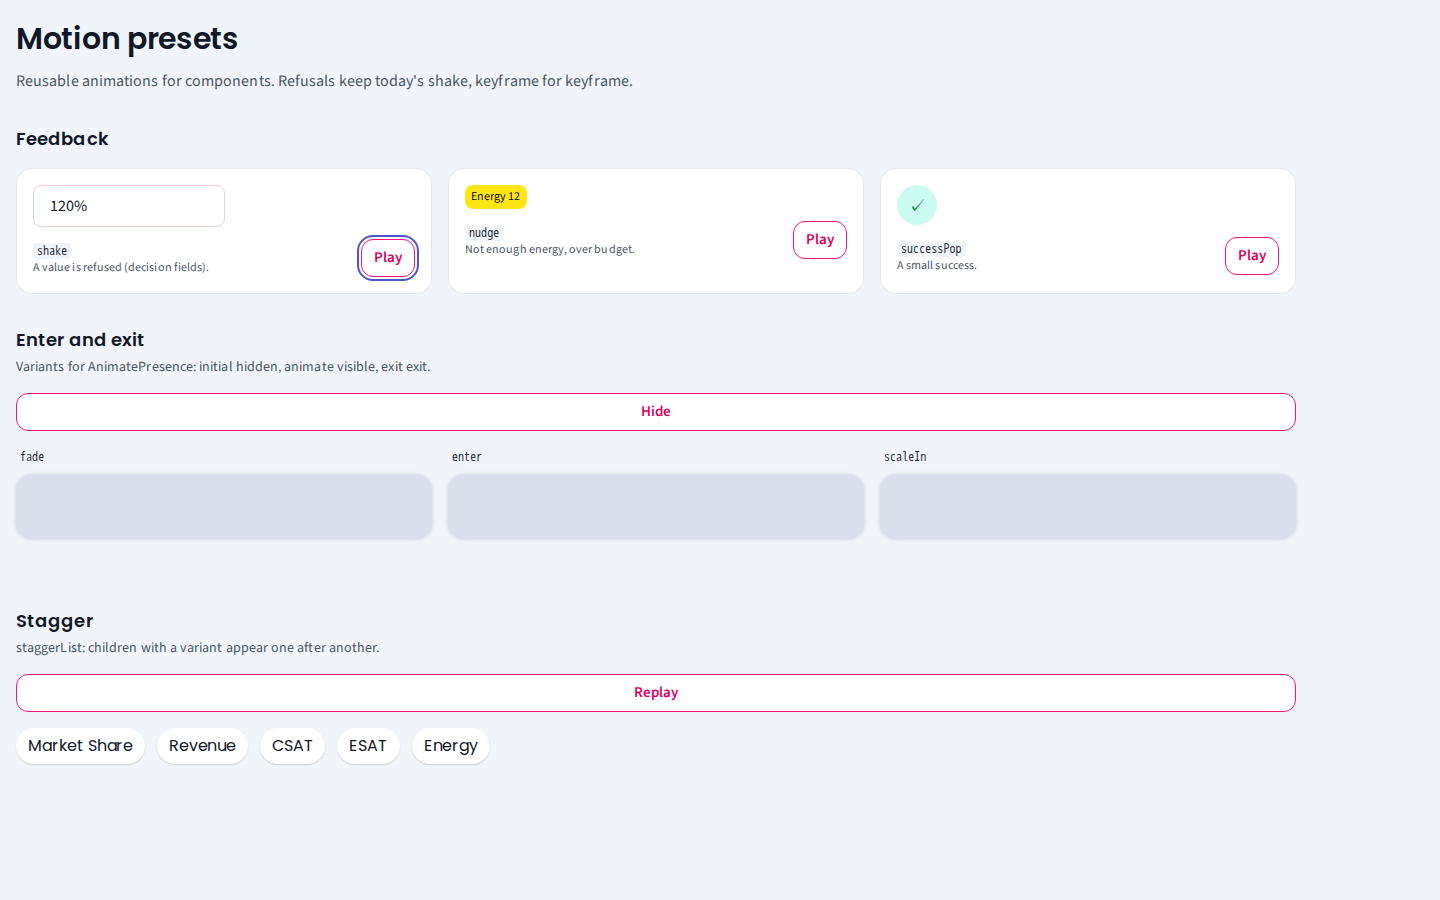 Motion presets
Reusable animations for components. Refusals keep today's shake, keyframe for keyframe.
Feedback
120%
shake
A value is refused (decision fields).
Play
Energy 12
nudge
Not enough energy, over budget.
Play
✓
successPop
A small success.
Play
Enter and exit
Variants for AnimatePresence: initial hidden, animate visible, exit exit.
Hide
fade
enter
scaleIn
Stagger
staggerList: children with a variant appear one after another.
Replay
Market Share
Revenue
CSAT
ESAT
Energy